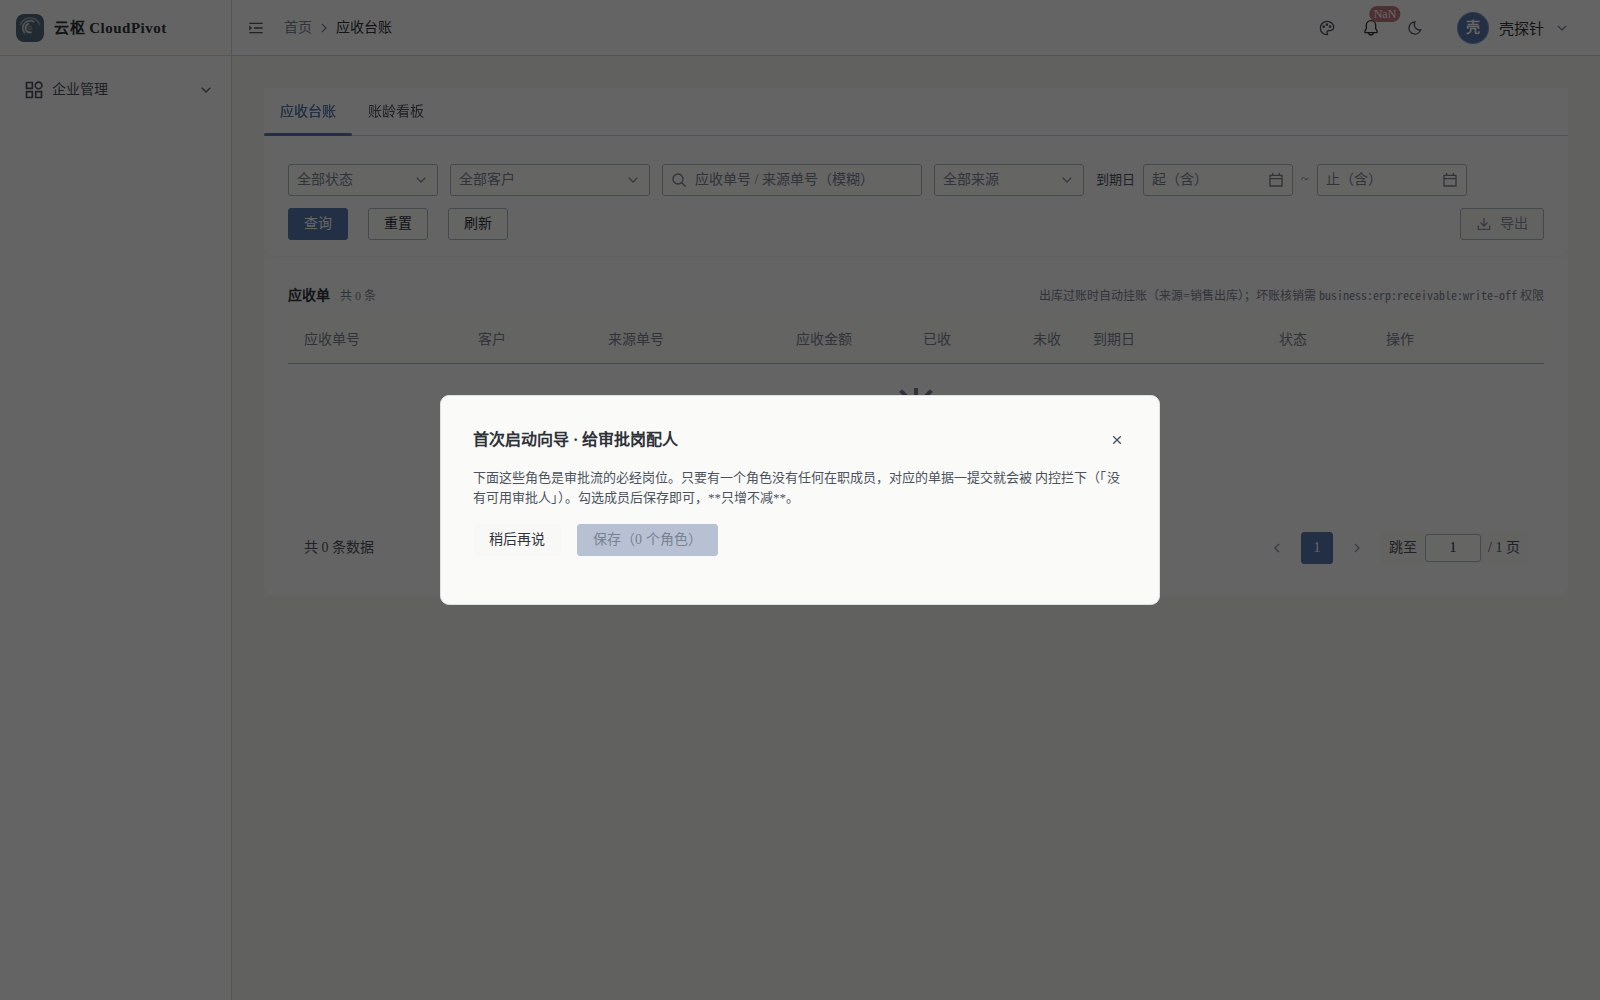 云枢 CloudPivot
首页 > 应收台账
NaN
壳
壳探针
企业管理
应收台账
账龄看板
全部状态
全部客户
应收单号 / 来源单号（模糊）
全部来源
到期日
起（含）
~
止（含）
查询
重置
刷新
导出
应收单
共 0 条
出库过账时自动挂账（来源=销售出库）；坏账核销需 business:erp:receivable:write-off 权限
应收单号
客户
来源单号
应收金额
已收
未收
到期日
状态
操作
首次启动向导 · 给审批岗配人
下面这些角色是审批流的必经岗位。只要有一个角色没有任何在职成员，对应的单据一提交就会被 内控拦下（「没
有可用审批人」）。勾选成员后保存即可，**只增不减**。
稍后再说
保存（0 个角色）
共 0 条数据
1
跳至
1
/ 1 页